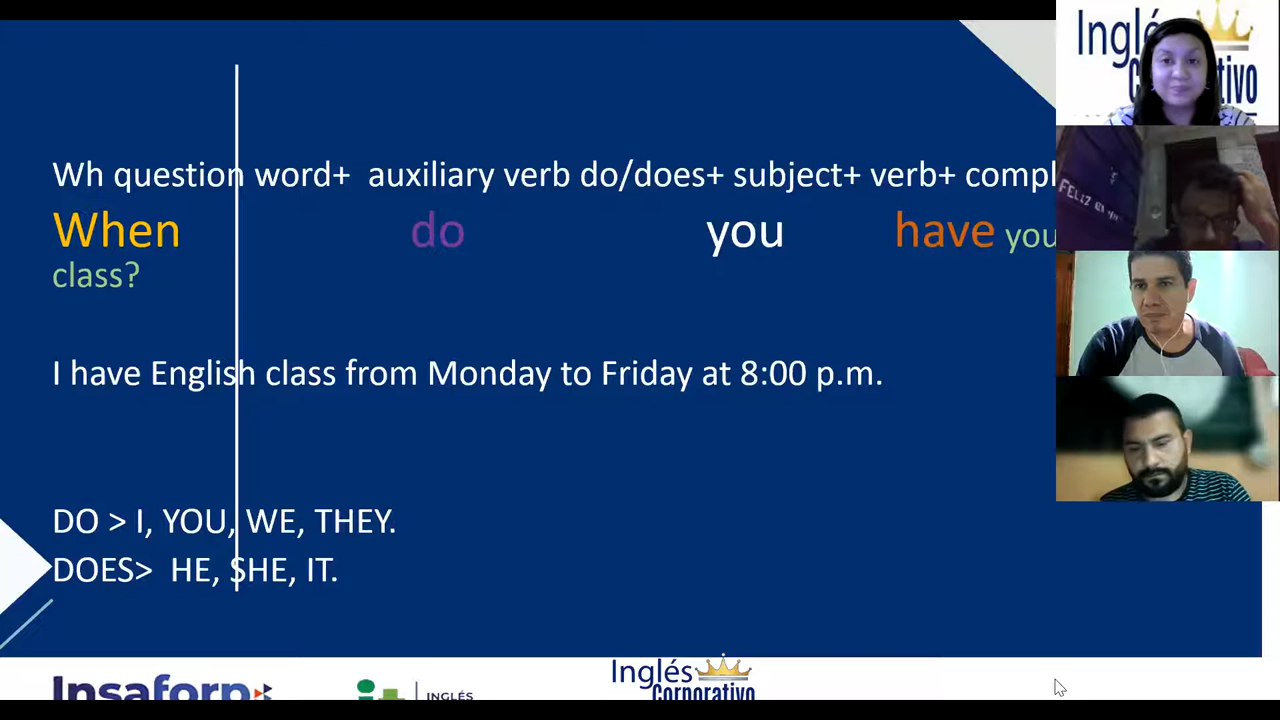 Inglés
Wh question word+ auxiliary verb do/does+ subject+ verb+ compl
When do you have you
class?
I have English class from Monday to Friday at 8:00 p.m.
DO > I, YOU, WE, THEY.
DOES> HE, SHE, IT.
Insaforp
INGLÉS
Inglés
Corporativo